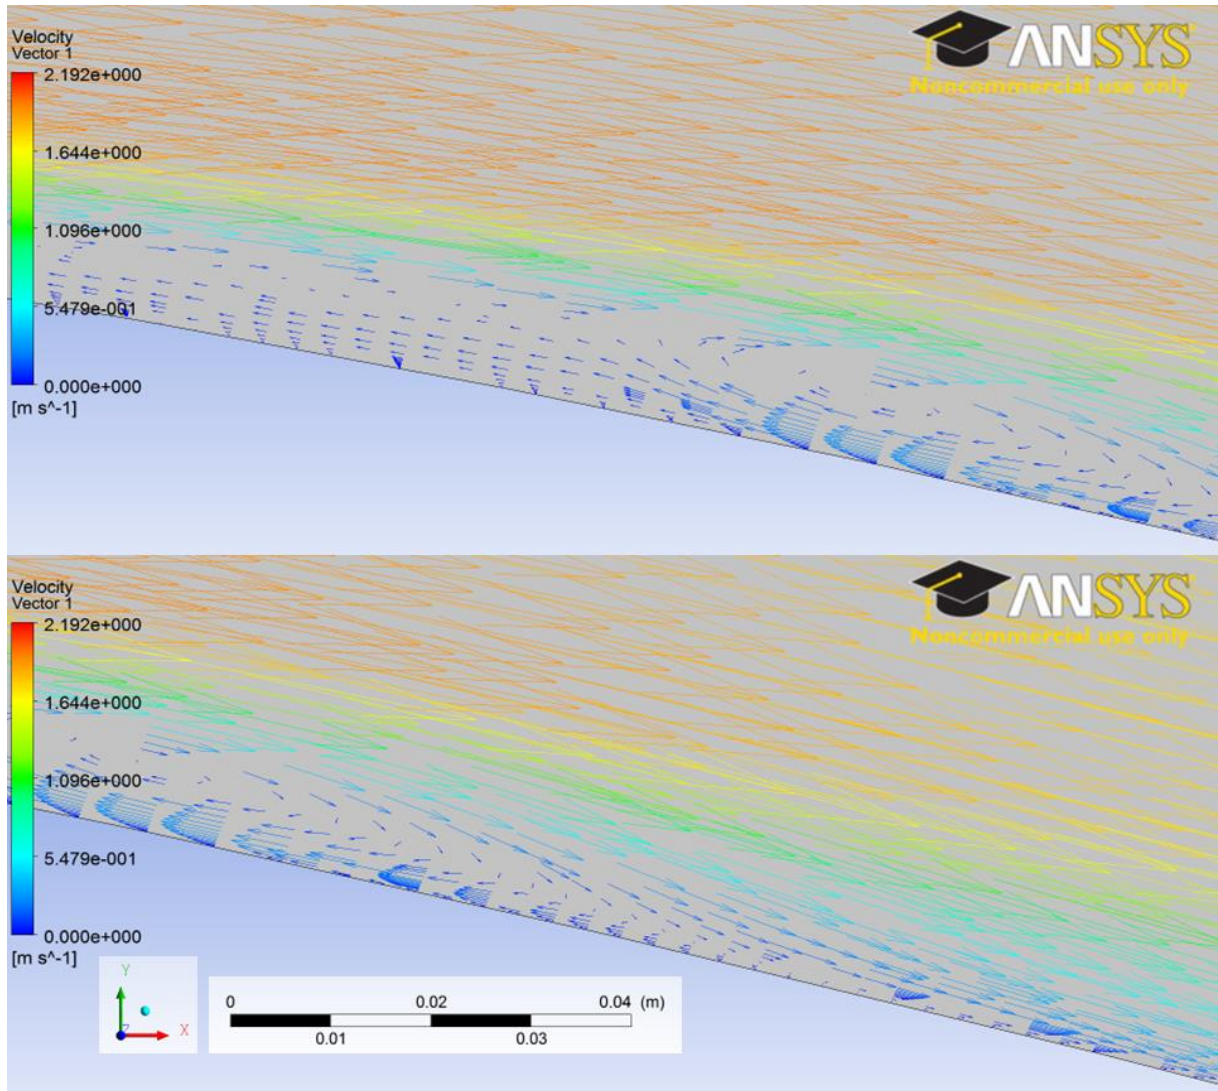 Velocity
Vector 1
2.192e+000
1.644e+000
1.096e+000
5.479e-001
0.000e+000
[m s^-1]
ANSYS
Noncommercial use only
Velocity
Vector 1
2.192e+000
1.644e+000
1.096e+000
5.479e-001
0.000e+000
[m s^-1]
ANSYS
Noncommercial use only
Y
Z
X
0 0.02 0.04 (m)
0.01 0.03